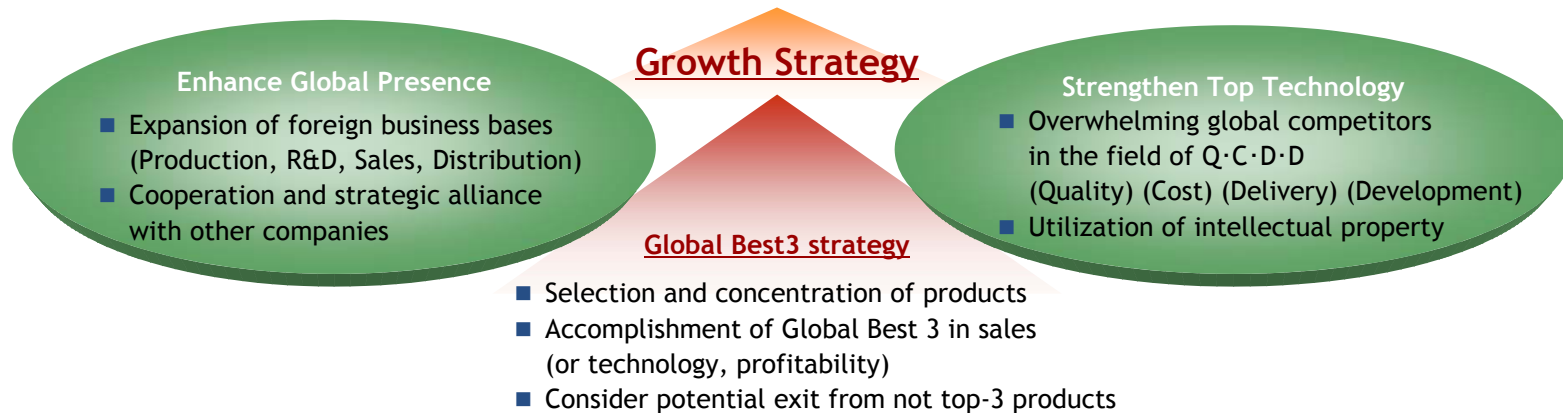 Growth Strategy
Enhance Global Presence
■ Expansion of foreign business bases
(Production, R&D, Sales, Distribution)
■ Cooperation and strategic alliance
with other companies
Strengthen Top Technology
■ Overwhelming global competitors
in the field of Q·C·D·D
(Quality) (Cost) (Delivery) (Development)
■ Utilization of intellectual property
Global Best3 strategy
■ Selection and concentration of products
■ Accomplishment of Global Best 3 in sales
(or technology, profitability)
■ Consider potential exit from not top-3 products